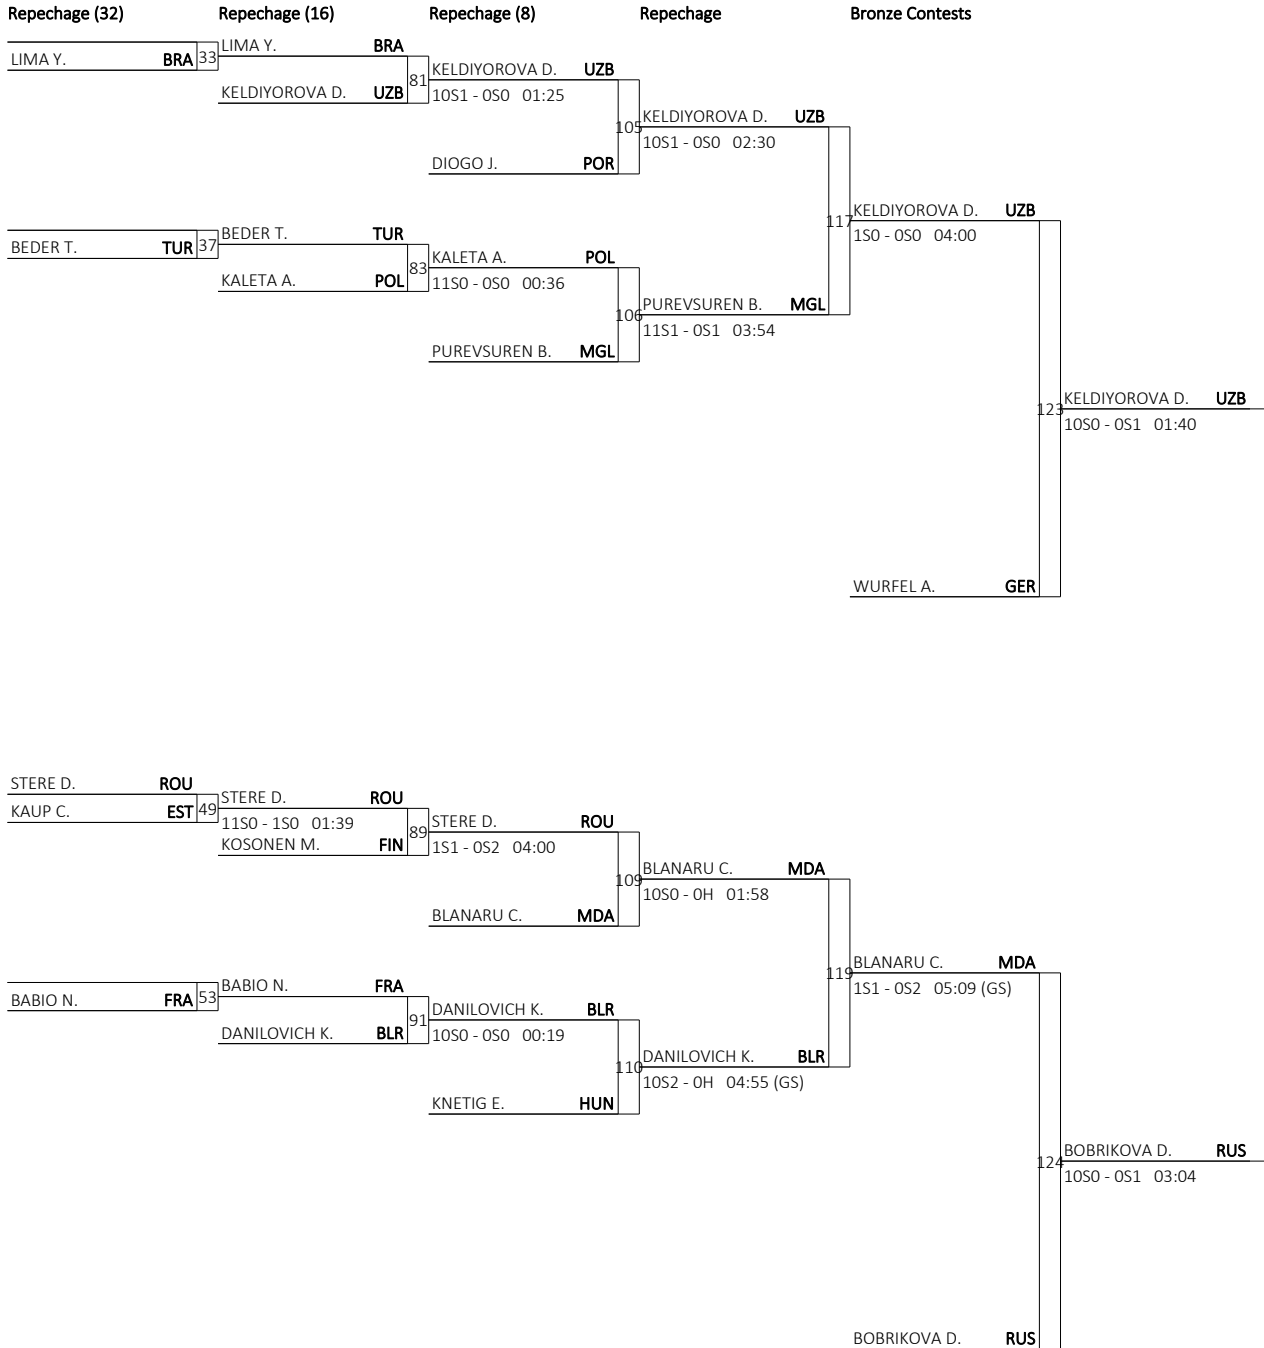 Repechage (32) Repechage (16) Repechage (8) Repechage Bronze Contests
LIMA Y. BRA
LIMA Y. BRA 33
KELDIYOROVA D. UZB
81
KELDIYOROVA D. UZB
10S1 - 0S0 01:25
KELDIYOROVA D. UZB
105
10S1 - 0S0 02:30
DIOGO J. POR
KELDIYOROVA D. UZB
117
1S0 - 0S0 04:00
BEDER T. TUR
BEDER T. TUR 37
KALETA A. POL
83
KALETA A. POL
11S0 - 0S0 00:36
PUREVSUREN B. MGL
106
11S1 - 0S1 03:54
PUREVSUREN B. MGL
KELDIYOROVA D. UZB
123
10S0 - 0S1 01:40
WURFEL A. GER
STERE D. ROU
KAUP C. EST 49
STERE D. ROU
11S0 - 1S0 01:39
KOSONEN M. FIN
89
STERE D. ROU
1S1 - 0S2 04:00
BLANARU C. MDA
109
10S0 - 0H 01:58
BLANARU C. MDA
BLANARU C. MDA
119
1S1 - 0S2 05:09 (GS)
BABIO N. FRA
BABIO N. FRA 53
DANILOVICH K. BLR
91
DANILOVICH K. BLR
10S0 - 0S0 00:19
DANILOVICH K. BLR
110
10S2 - 0H 04:55 (GS)
KNETIG E. HUN
BOBRIKOVA D. RUS
124
10S0 - 0S1 03:04
BOBRIKOVA D. RUS